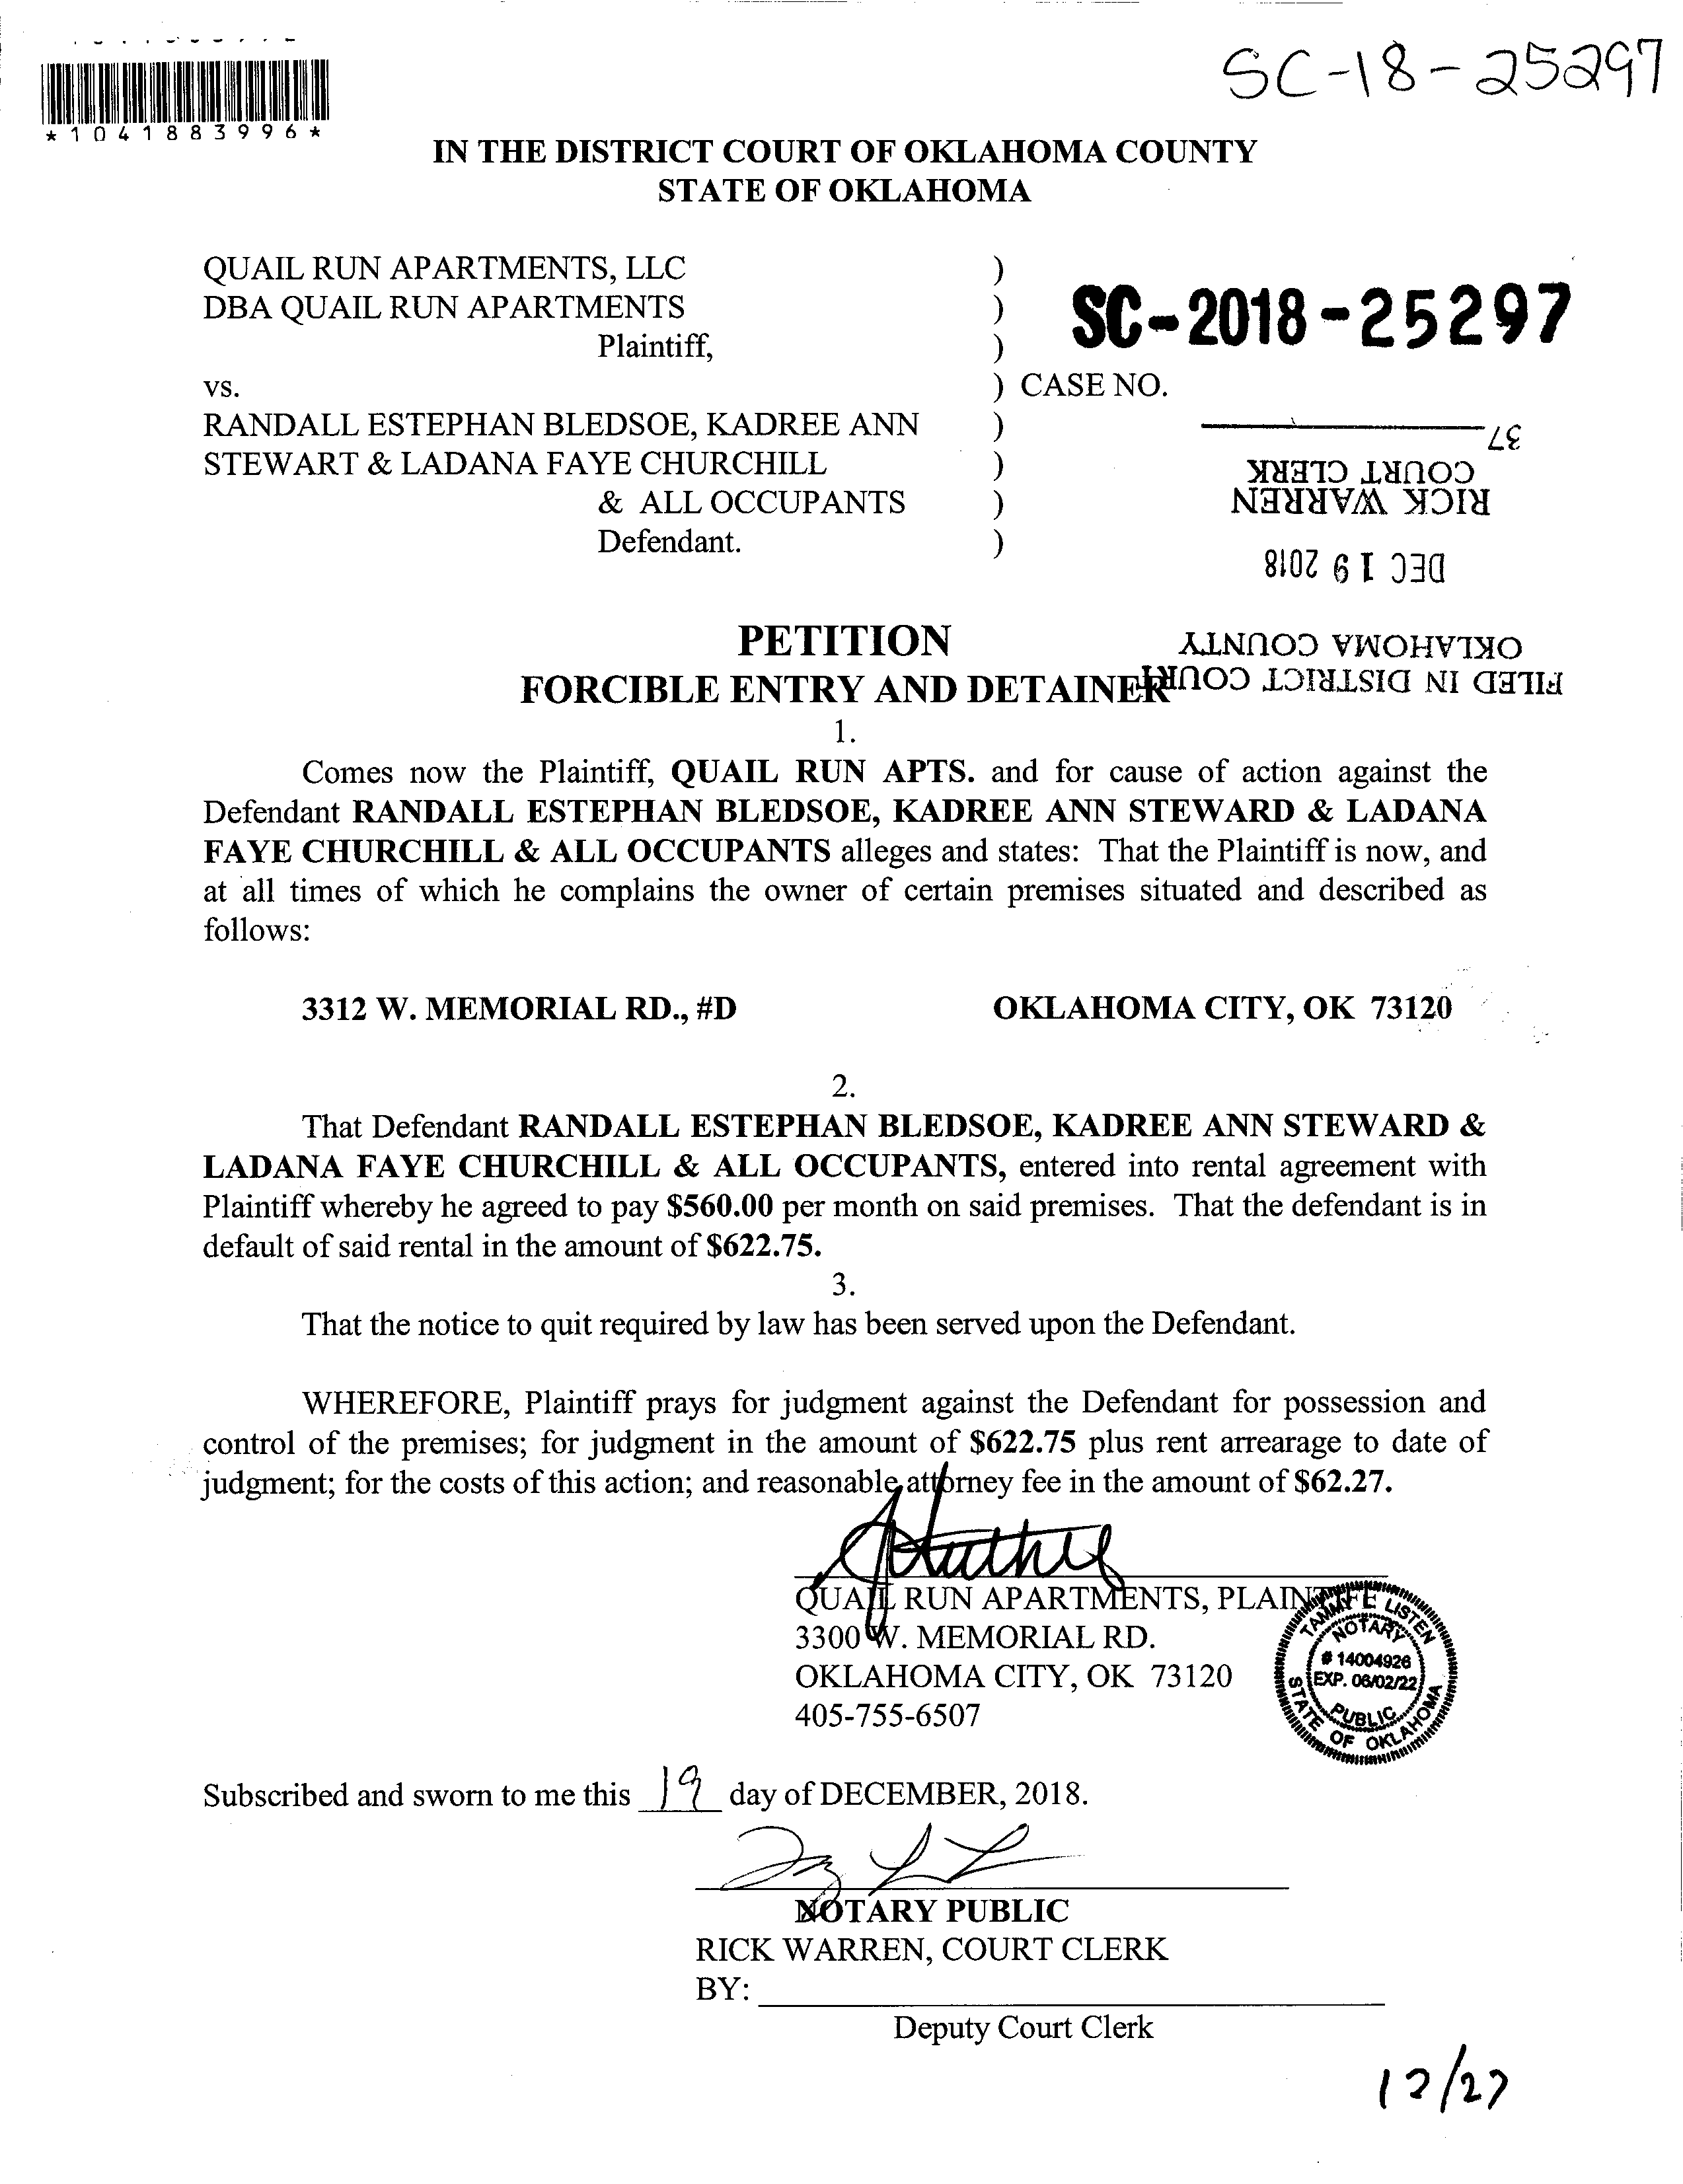 SC-18-25297
*1041883996*
IN THE DISTRICT COURT OF OKLAHOMA COUNTY
STATE OF OKLAHOMA
QUAIL RUN APARTMENTS, LLC )
DBA QUAIL RUN APARTMENTS )
Plaintiff, )
SC-2018-25297
vs. ) CASE NO.
RANDALL ESTEPHAN BLEDSOE, KADREE ANN )
STEWART & LADANA FAYE CHURCHILL )
& ALL OCCUPANTS )
Defendant. )
FILED IN DISTRICT COURT
OKLAHOMA COUNTY
DEC 19 2018
RICK WARREN
COURT CLERK
37
PETITION
FORCIBLE ENTRY AND DETAINER
1.
Comes now the Plaintiff, QUAIL RUN APTS. and for cause of action against the
Defendant RANDALL ESTEPHAN BLEDSOE, KADREE ANN STEWARD & LADANA
FAYE CHURCHILL & ALL OCCUPANTS alleges and states: That the Plaintiff is now, and
at all times of which he complains the owner of certain premises situated and described as
follows:
3312 W. MEMORIAL RD., #D OKLAHOMA CITY, OK 73120
2.
That Defendant RANDALL ESTEPHAN BLEDSOE, KADREE ANN STEWARD &
LADANA FAYE CHURCHILL & ALL OCCUPANTS, entered into rental agreement with
Plaintiff whereby he agreed to pay $560.00 per month on said premises. That the defendant is in
default of said rental in the amount of $622.75.
3.
That the notice to quit required by law has been served upon the Defendant.
WHEREFORE, Plaintiff prays for judgment against the Defendant for possession and
control of the premises; for judgment in the amount of $622.75 plus rent arrearage to date of
judgment; for the costs of this action; and reasonable attorney fee in the amount of $62.27.
QUAIL RUN APARTMENTS, PLAINTIFF
3300 W. MEMORIAL RD.
OKLAHOMA CITY, OK 73120
405-755-6507
LISTEN
NOTARY
# 14004926
EXP. 06/02/22
PUBLIC
STATE OF OKLAHOMA
Subscribed and sworn to me this 19 day of DECEMBER, 2018.
NOTARY PUBLIC
RICK WARREN, COURT CLERK
BY:
Deputy Court Clerk
12/27